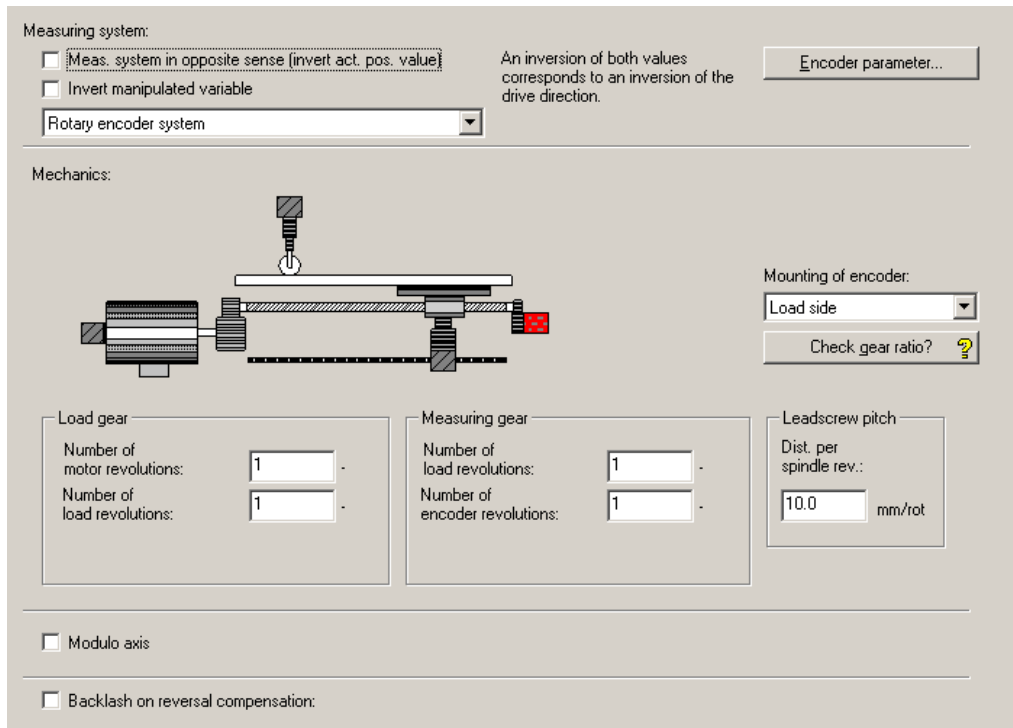 Measuring system:
Meas. system in opposite sense (invert act. pos. value)
Invert manipulated variable
Rotary encoder system
An inversion of both values
corresponds to an inversion of the
drive direction.
Encoder parameter...
Mechanics:
Mounting of encoder:
Load side
Check gear ratio?
Load gear
Number of
motor revolutions:
1 -
Number of
load revolutions:
1 -
Measuring gear
Number of
load revolutions:
1 -
Number of
encoder revolutions:
1 -
Leadscrew pitch
Dist. per
spindle rev.:
10.0 mm/rot
Modulo axis
Backlash on reversal compensation: